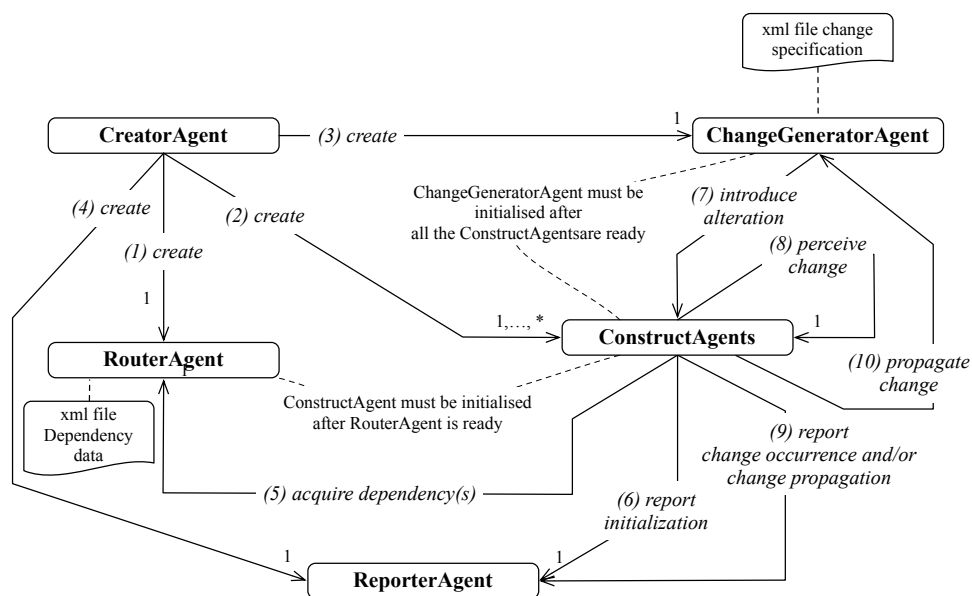 xml file change
specification
CreatorAgent
(3) create
1
ChangeGeneratorAgent
(4) create
(2) create
ChangeGeneratorAgent must be
initialised after
all the ConstructAgentsare ready
(7) introduce
alteration
(1) create
(8) perceive
change
1
1,..., *
ConstructAgents
1
RouterAgent
1
(10) propagate
change
ConstructAgent must be initialised
after RouterAgent is ready
xml file
Dependency
data
(9) report
change occurrence and/or
change propagation
(5) acquire dependency(s)
(6) report
initialization
1
ReporterAgent
1